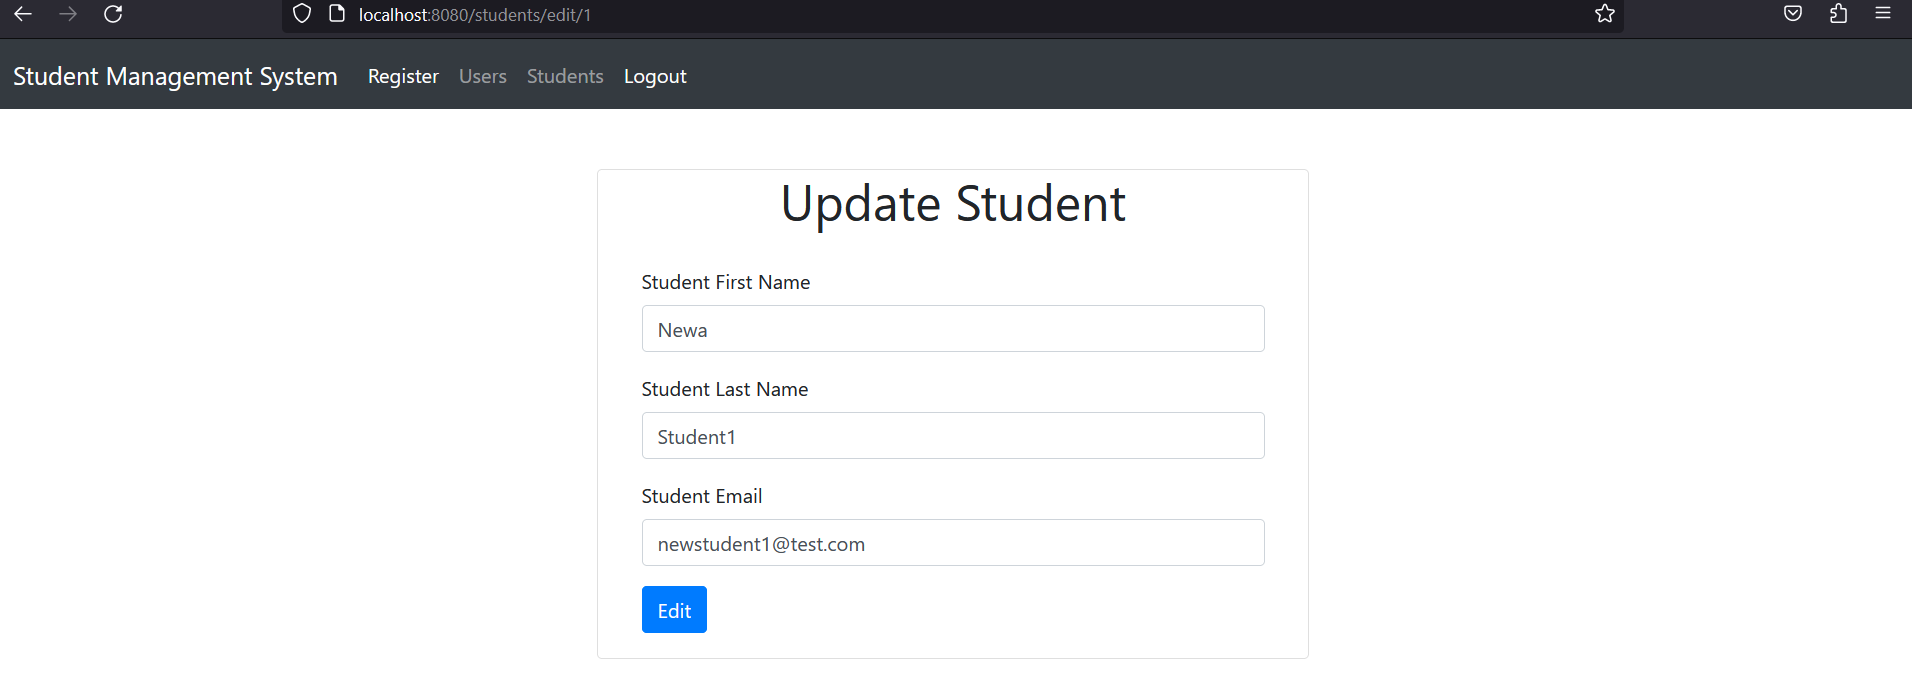 localhost:8080/students/edit/1
Student Management System Register Users Students Logout
Update Student
Student First Name
Newa
Student Last Name
Student1
Student Email
newstudent1@test.com
Edit